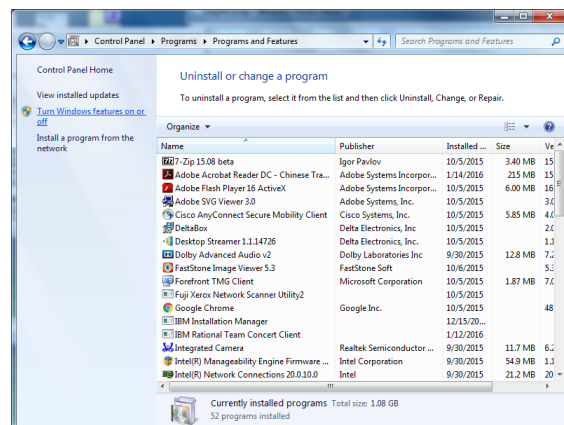 Control Panel Programs Programs and Features Search Programs and Features
Control Panel Home
View installed updates
Turn Windows features on or
off
Install a program from the
network
Uninstall or change a program
To uninstall a program, select it from the list and then click Uninstall, Change, or Repair.
Organize
Name Publisher Installed ... Size Ve
7-Zip 15.08 beta Igor Pavlov 10/5/2015 3.40 MB 15
Adobe Acrobat Reader DC - Chinese Tra... Adobe Systems Incorpor... 1/14/2016 215 MB 15
Adobe Flash Player 16 ActiveX Adobe Systems Incorpor... 10/5/2015 6.00 MB 16
Adobe SVG Viewer 3.0 Adobe Systems, Inc. 10/5/2015 3.0
Cisco AnyConnect Secure Mobility Client Cisco Systems, Inc. 10/5/2015 5.85 MB 4.0
DeltaBox Delta Electronics, Inc 10/5/2015 2.0
Desktop Streamer 1.1.14726 Delta Electronics, Inc. 10/5/2015 1.1
Dolby Advanced Audio v2 Dolby Laboratories Inc 9/30/2015 12.8 MB 7.2
FastStone Image Viewer 5.3 FastStone Soft 10/6/2015 5.3
Forefront TMG Client Microsoft Corporation 10/5/2015 1.87 MB 7.0
Fuji Xerox Network Scanner Utility2 10/5/2015
Google Chrome Google Inc. 10/5/2015 48
IBM Installation Manager 12/15/20...
IBM Rational Team Concert Client 1/12/2016
Integrated Camera Realtek Semiconductor ... 9/30/2015 11.7 MB 6.2
Intel(R) Manageability Engine Firmware ... Intel Corporation 9/30/2015 54.9 MB 1.1
Intel(R) Network Connections 20.0.10.0 Intel 9/30/2015 21.2 MB 20
Currently installed programs Total size: 1.08 GB
52 programs installed